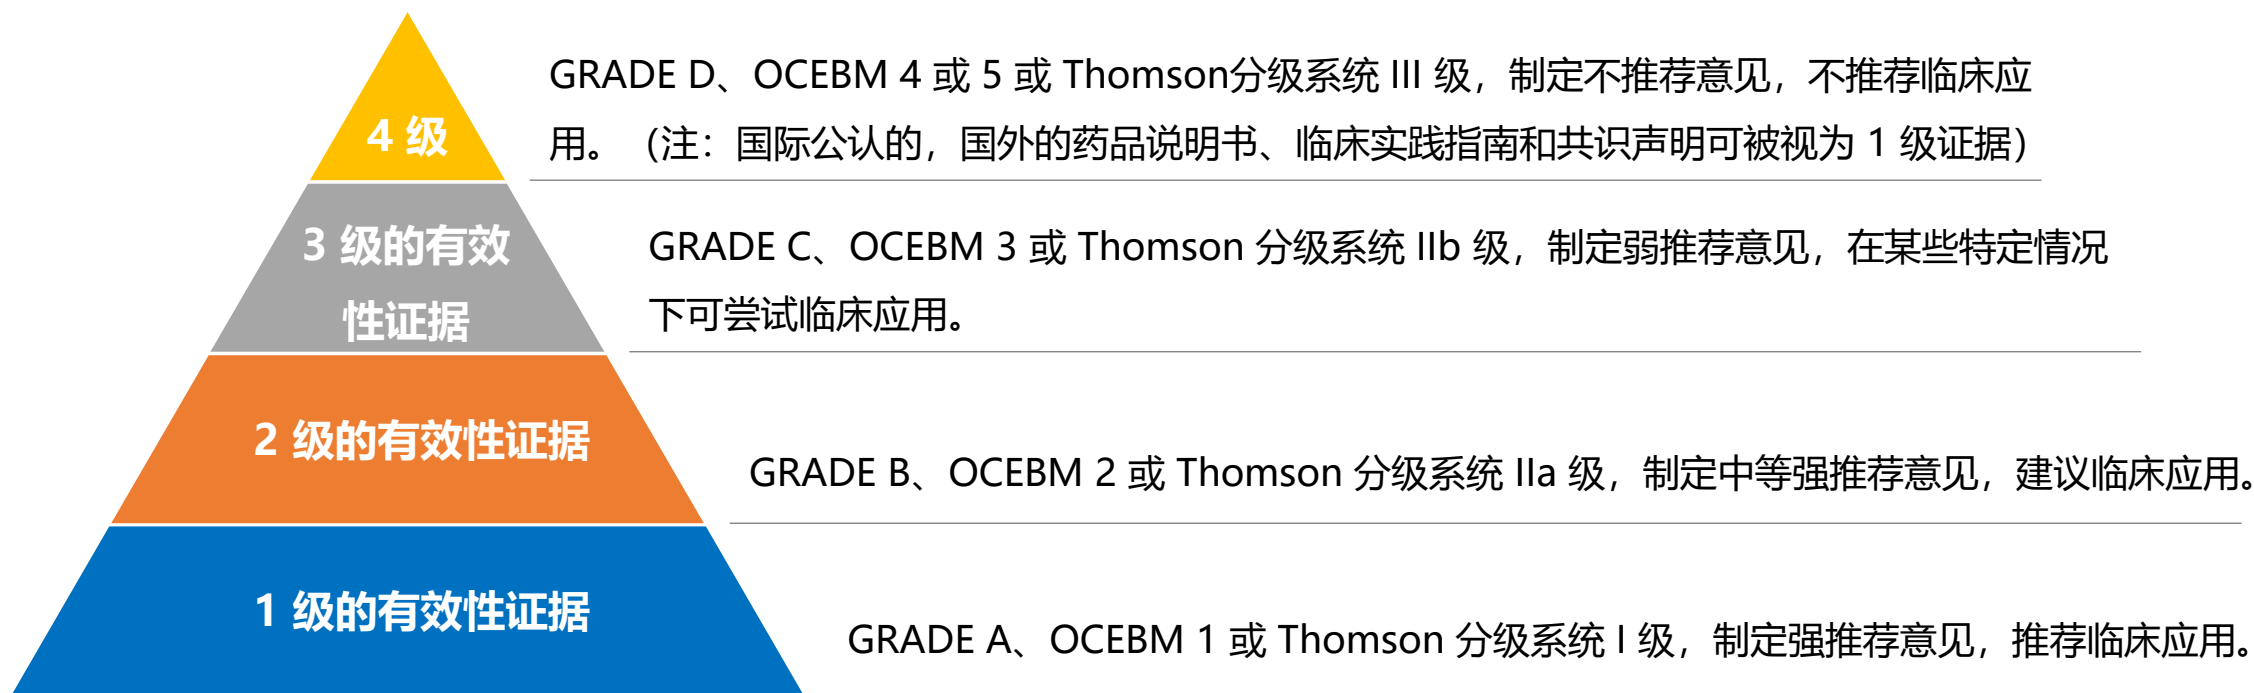 4 级
GRADE D、OCEBM 4 或 5 或 Thomson分级系统 III 级，制定不推荐意见，不推荐临床应
用。（注：国际公认的，国外的药品说明书、临床实践指南和共识声明可被视为 1 级证据）
3 级的有效
性证据
GRADE C、OCEBM 3 或 Thomson 分级系统 IIb 级，制定弱推荐意见，在某些特定情况
下可尝试临床应用。
2 级的有效性证据
GRADE B、OCEBM 2 或 Thomson 分级系统 IIa 级，制定中等强推荐意见，建议临床应用。
1 级的有效性证据
GRADE A、OCEBM 1 或 Thomson 分级系统 I 级，制定强推荐意见，推荐临床应用。